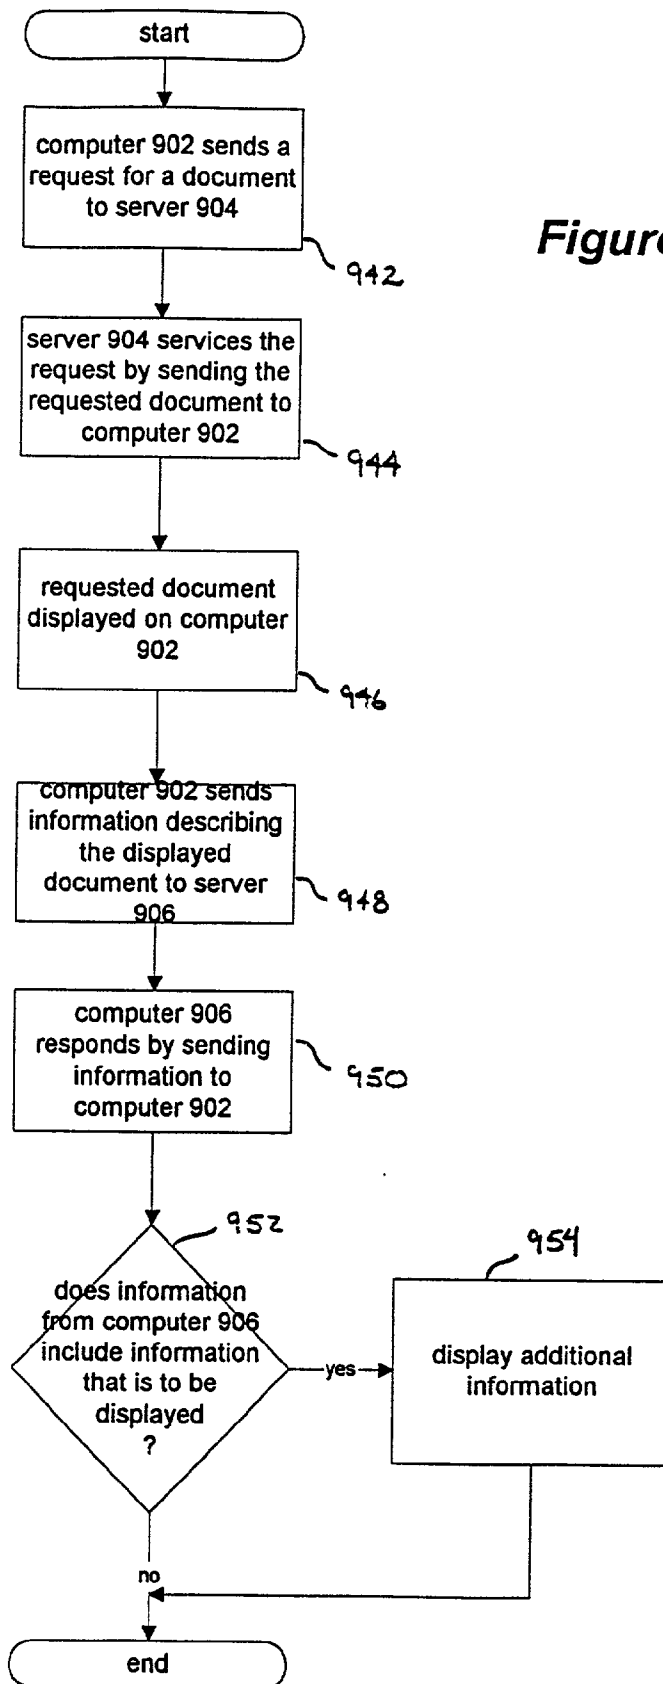 start
computer 902 sends a
request for a document
to server 904
942
Figure
server 904 services the
request by sending the
requested document to
computer 902
944
requested document
displayed on computer
902
946
computer 902 sends
information describing
the displayed
document to server
906
948
computer 906
responds by sending
information to
computer 902
950
952
does information
from computer 906
include information
that is to be
displayed
?
yes
954
display additional
information
no
end